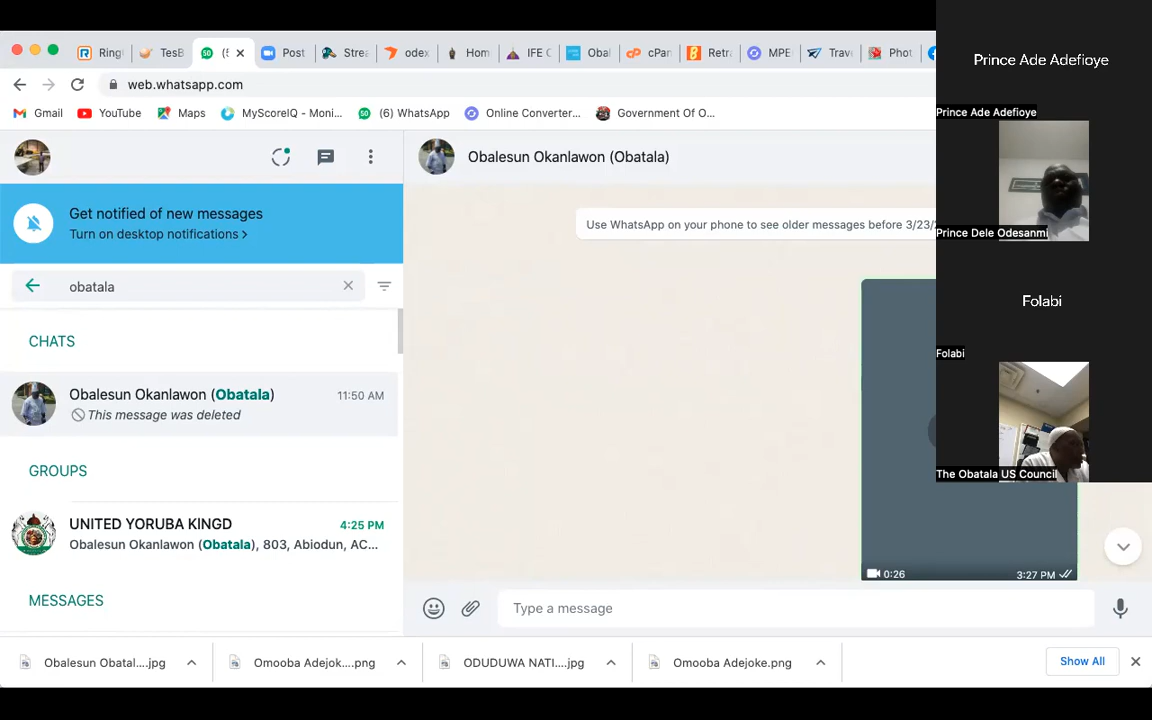 Ring
TesB
(5
Post
Strea
odex
Hom
IFE C
Obal
cPan
Retra
MPE
Trave
Phot
web.whatsapp.com
Gmail
YouTube
Maps
MyScoreIQ - Moni...
(6) WhatsApp
Online Converter...
Government Of O...
Prince Ade Adefioye
Prince Ade Adefioye
Prince Dele Odesanmi
Folabi
Folabi
The Obatala US Council
Get notified of new messages
Turn on desktop notifications >
obatala
CHATS
Obalesun Okanlawon (Obatala)
11:50 AM
This message was deleted
GROUPS
UNITED YORUBA KINGD
4:25 PM
Obalesun Okanlawon (Obatala), 803, Abiodun, AC...
MESSAGES
Obalesun Okanlawon (Obatala)
Use WhatsApp on your phone to see older messages before 3/23/
0:26
3:27 PM
Type a message
Obalesun Obatal....jpg
Omooba Adejok....png
ODUDUWA NATI....jpg
Omooba Adejoke.png
Show All